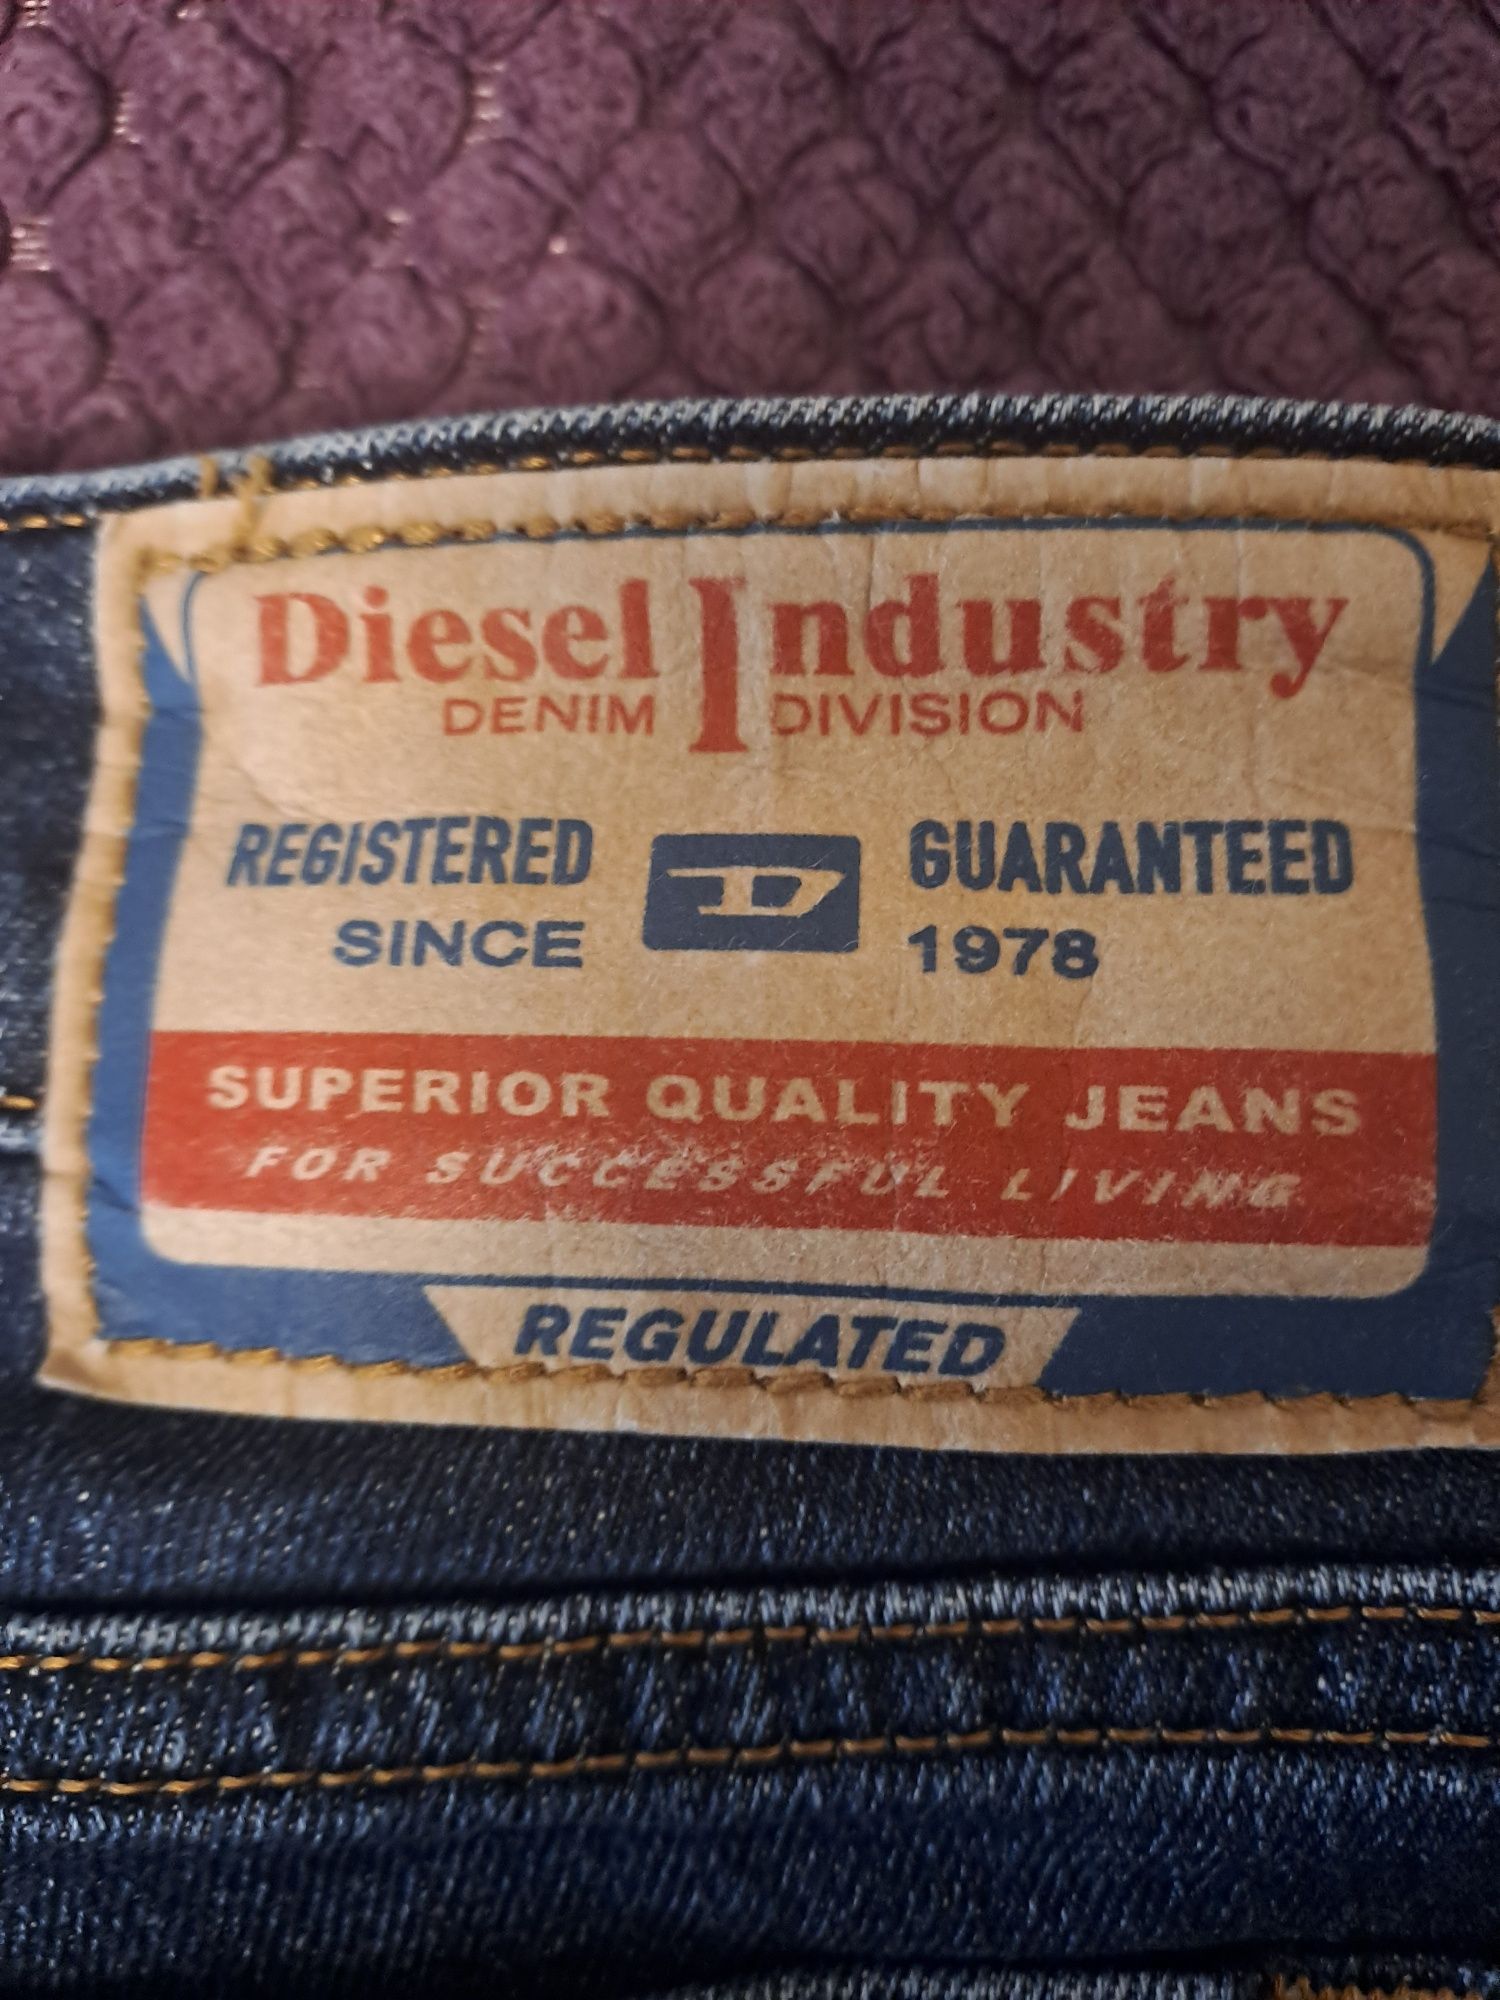 Diesel Industry
DENIM DIVISION
REGISTERED D GUARANTEED
SINCE 1978
SUPERIOR QUALITY JEANS
FOR SUCCESSFUL LIVING
REGULATED